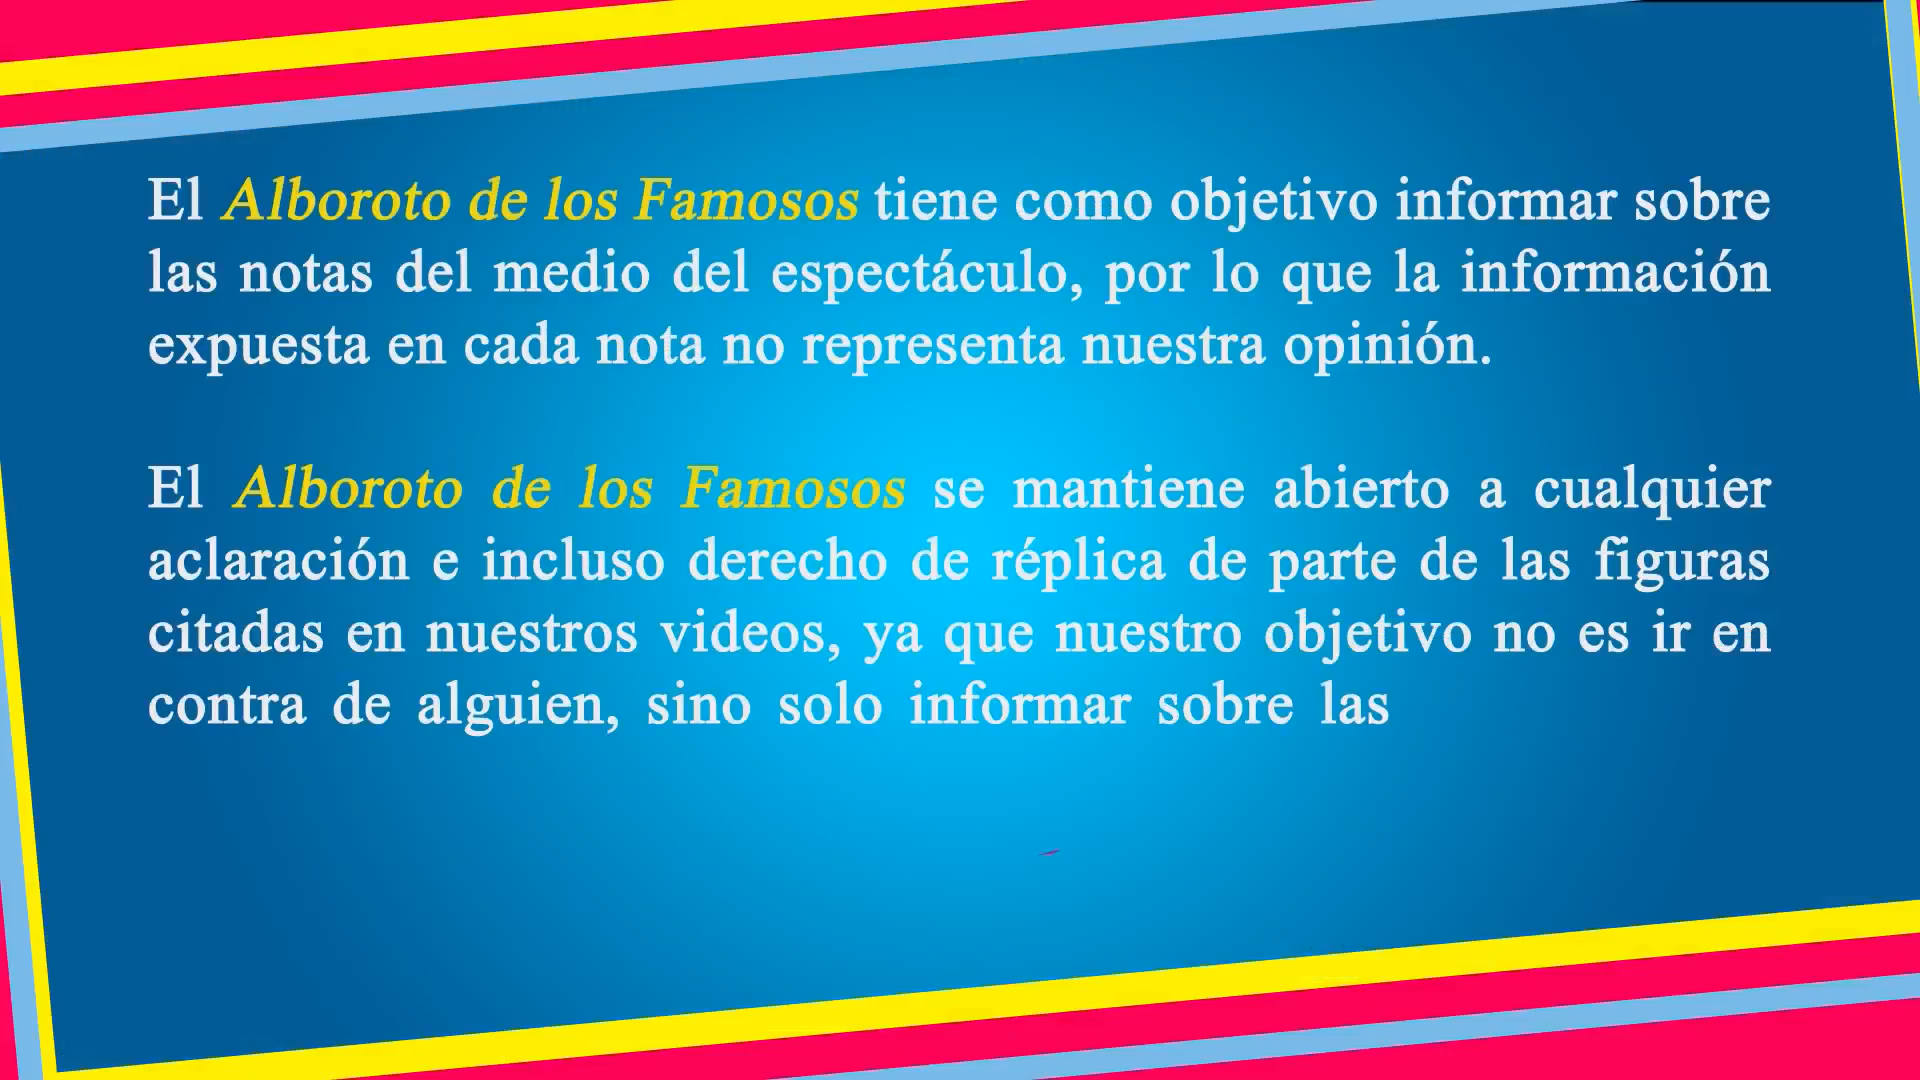 El Alboroto de los Famosos tiene como objetivo informar sobre
las notas del medio del espectáculo, por lo que la información
expuesta en cada nota no representa nuestra opinión.
El Alboroto de los Famosos se mantiene abierto a cualquier
aclaración e incluso derecho de réplica de parte de las figuras
citadas en nuestros videos, ya que nuestro objetivo no es ir en
contra de alguien, sino solo informar sobre las